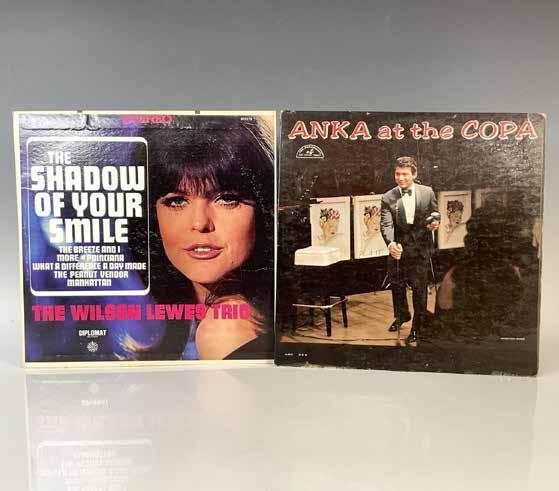 STEREO
THE
SHADOW
OF YOUR
SMILE
THE BREEZE AND I
MORE • POINCIANA
WHAT A DIFFERENCE A DAY MADE
THE PEANUT VENDOR
MANHATTAN
THE WILSON LEWES TRIO
DIPLOMAT
ANKA at the COPA